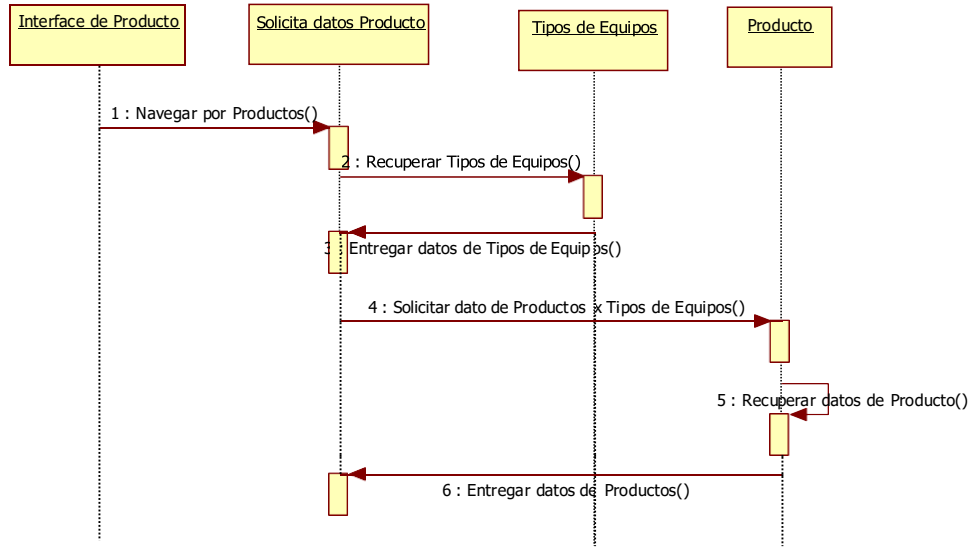 Interface de Producto
Solicita datos Producto
Tipos de Equipos
Producto
1 : Navegar por Productos()
2 : Recuperar Tipos de Equipos()
3 : Entregar datos de Tipos de Equipos()
4 : Solicitar dato de Productos x Tipos de Equipos()
5 : Recuperar datos de Producto()
6 : Entregar datos de Productos()